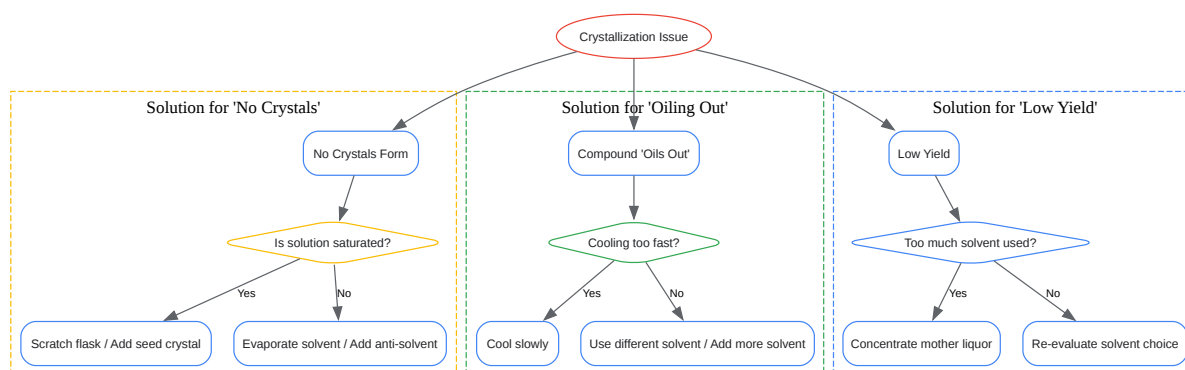 Crystallization Issue
Solution for 'No Crystals'
Solution for 'Oiling Out'
Solution for 'Low Yield'
No Crystals Form
Compound 'Oils Out'
Low Yield
Is solution saturated?
Cooling too fast?
Too much solvent used?
Yes
No
Yes
No
Yes
No
Scratch flask / Add seed crystal
Evaporate solvent / Add anti-solvent
Cool slowly
Use different solvent / Add more solvent
Concentrate mother liquor
Re-evaluate solvent choice